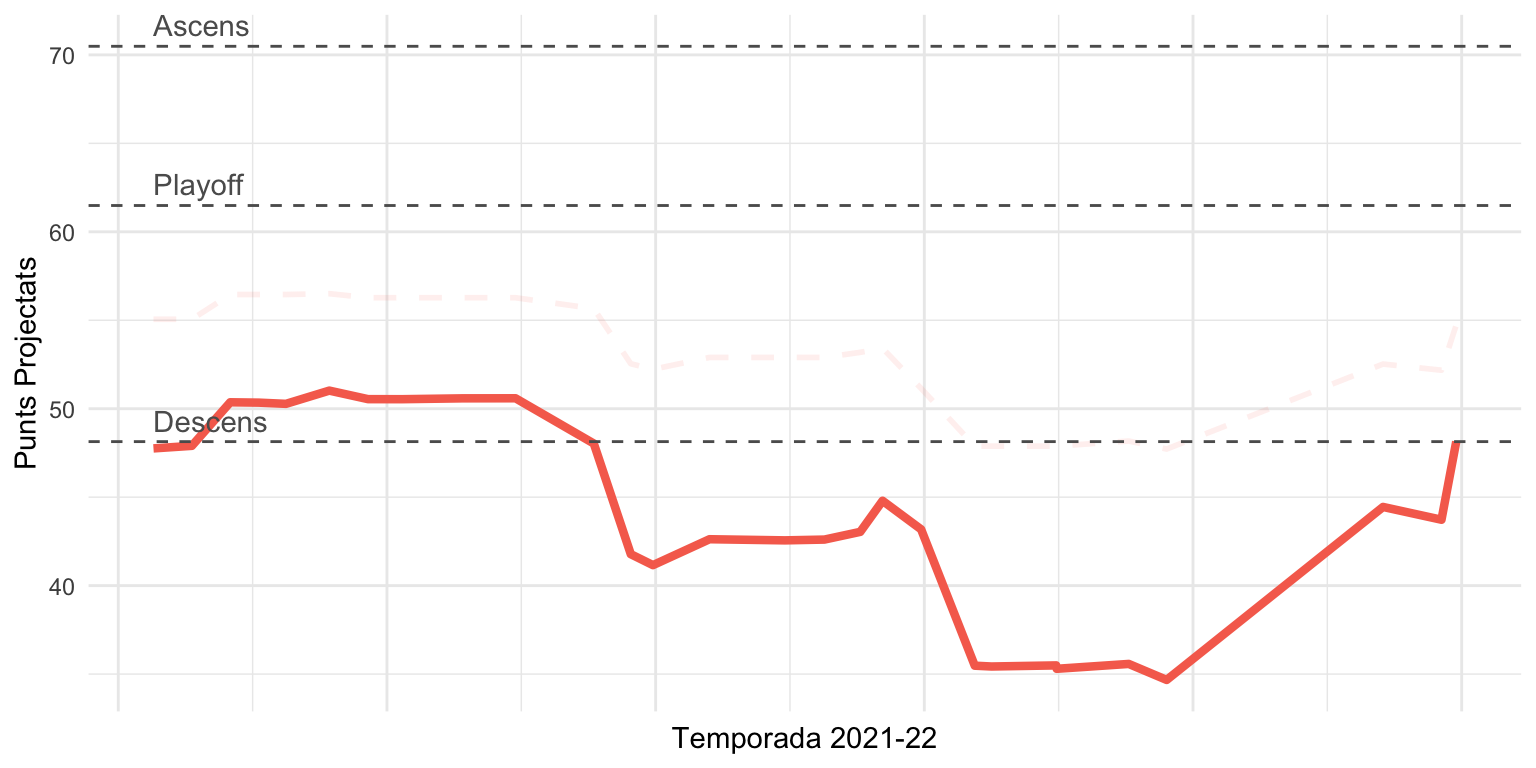 Ascens
70
Playoff
60
50
Descens
40
Punts Projectats
Temporada 2021-22